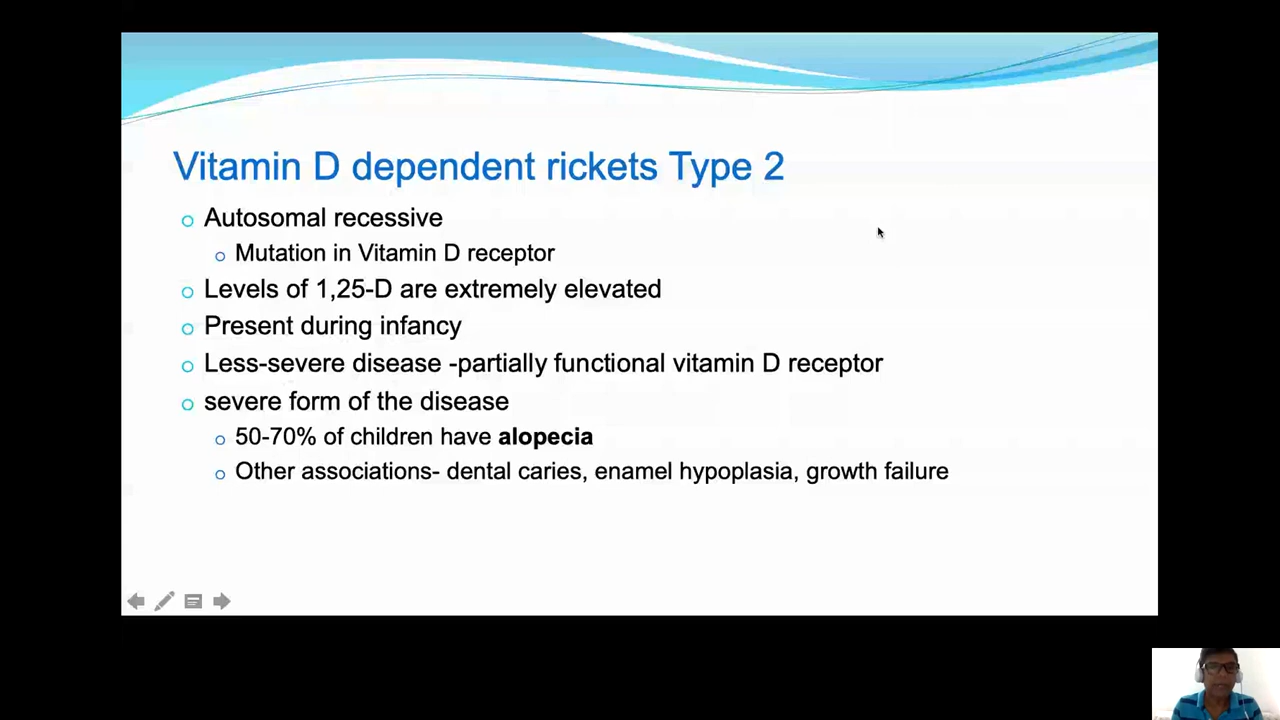 Vitamin D dependent rickets Type 2
Autosomal recessive
Mutation in Vitamin D receptor
Levels of 1,25-D are extremely elevated
Present during infancy
Less-severe disease -partially functional vitamin D receptor
severe form of the disease
50-70% of children have alopecia
Other associations- dental caries, enamel hypoplasia, growth failure